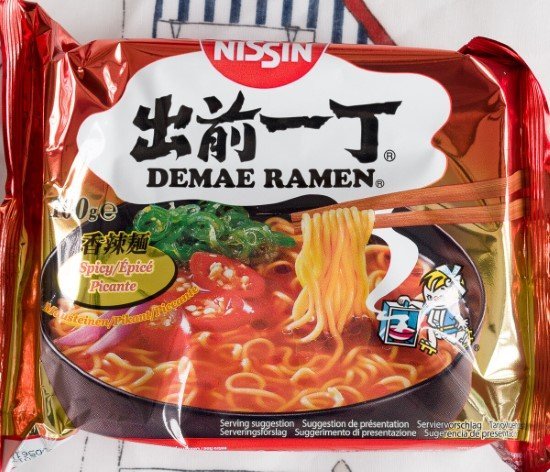 NISSIN
出前一丁®
DEMAE RAMEN®
100g℮
香辣麵
Spicy/Épicé
Picante
Serving suggestion Suggestion de présentation Serviervorschlag
Serveringsforslag Suggerimento di presentazione Sugerencia de